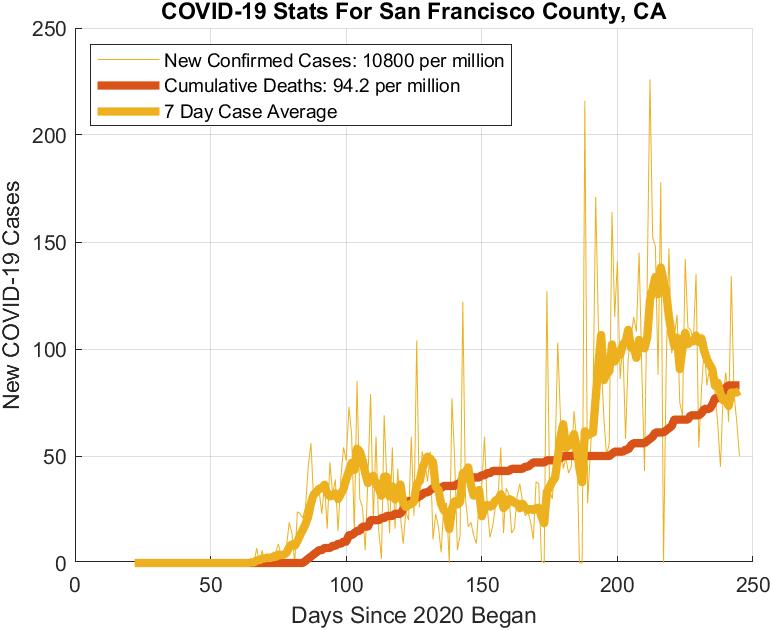 COVID-19 Stats For San Francisco County, CA
250
New Confirmed Cases: 10800 per million
Cumulative Deaths: 94.2 per million
7 Day Case Average
200
150
100
50
0
New COVID-19 Cases
0 50 100 150 200 250
Days Since 2020 Began